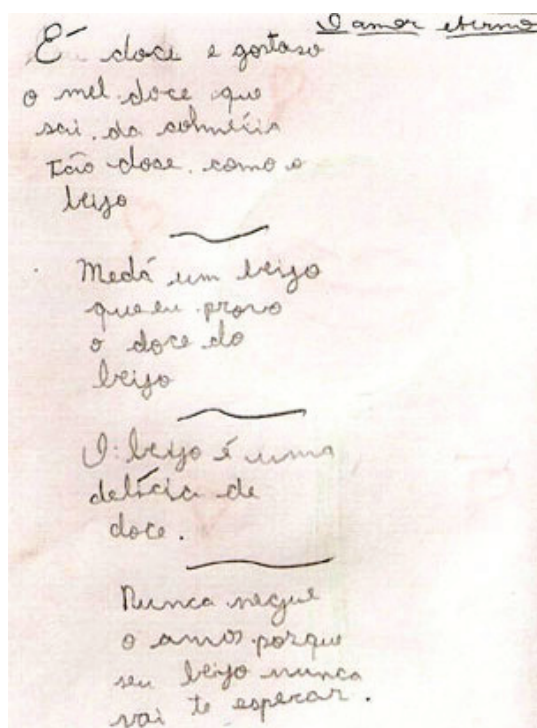 O amor eterno
É doce e gostoso
o mel doce que
sai da colmeia
tão dose como o
beijo
Medá um beijo
que eu provo
o doce do
beijo
O beijo é uma
delícia de
doce.
Nunca negue
o amor porque
seu beijo nunca
vai te esperar.